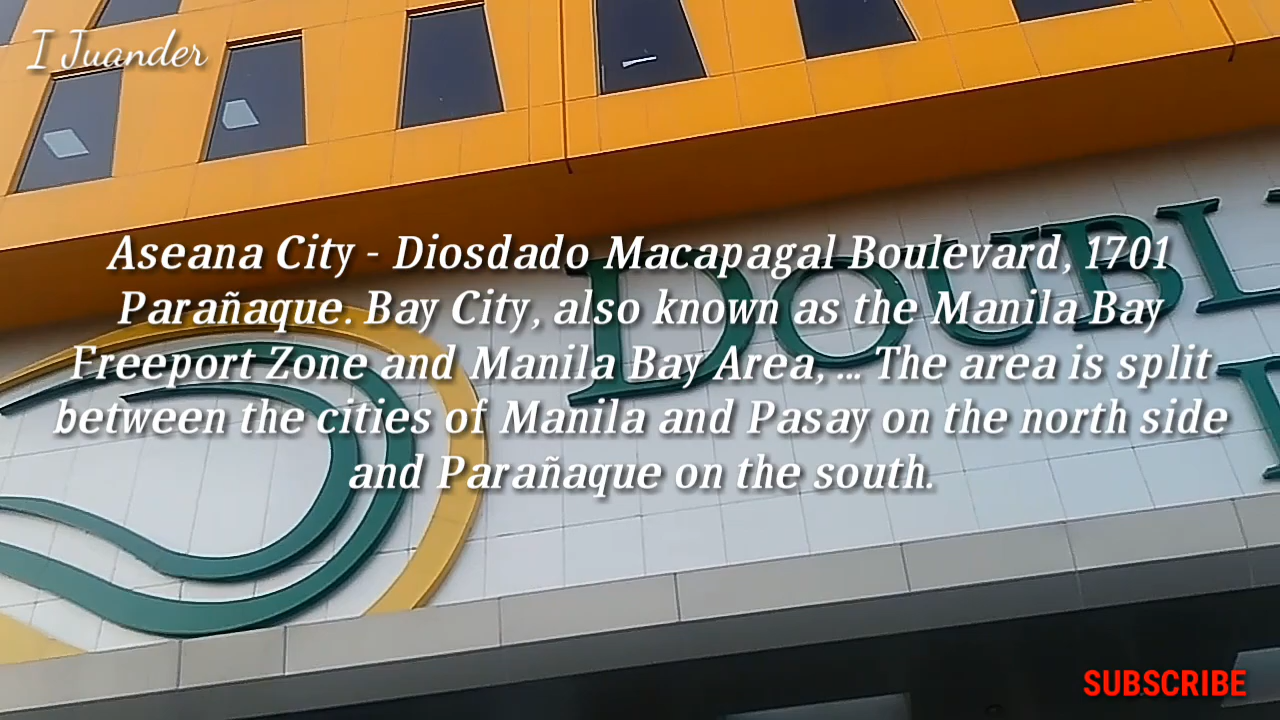 I Juander
Aseana City - Diosdado Macapagal Boulevard, 1701
Parañaque. Bay City, also known as the Manila Bay
Freeport Zone and Manila Bay Area, ... The area is split
between the cities of Manila and Pasay on the north side
and Parañaque on the south.
SUBSCRIBE